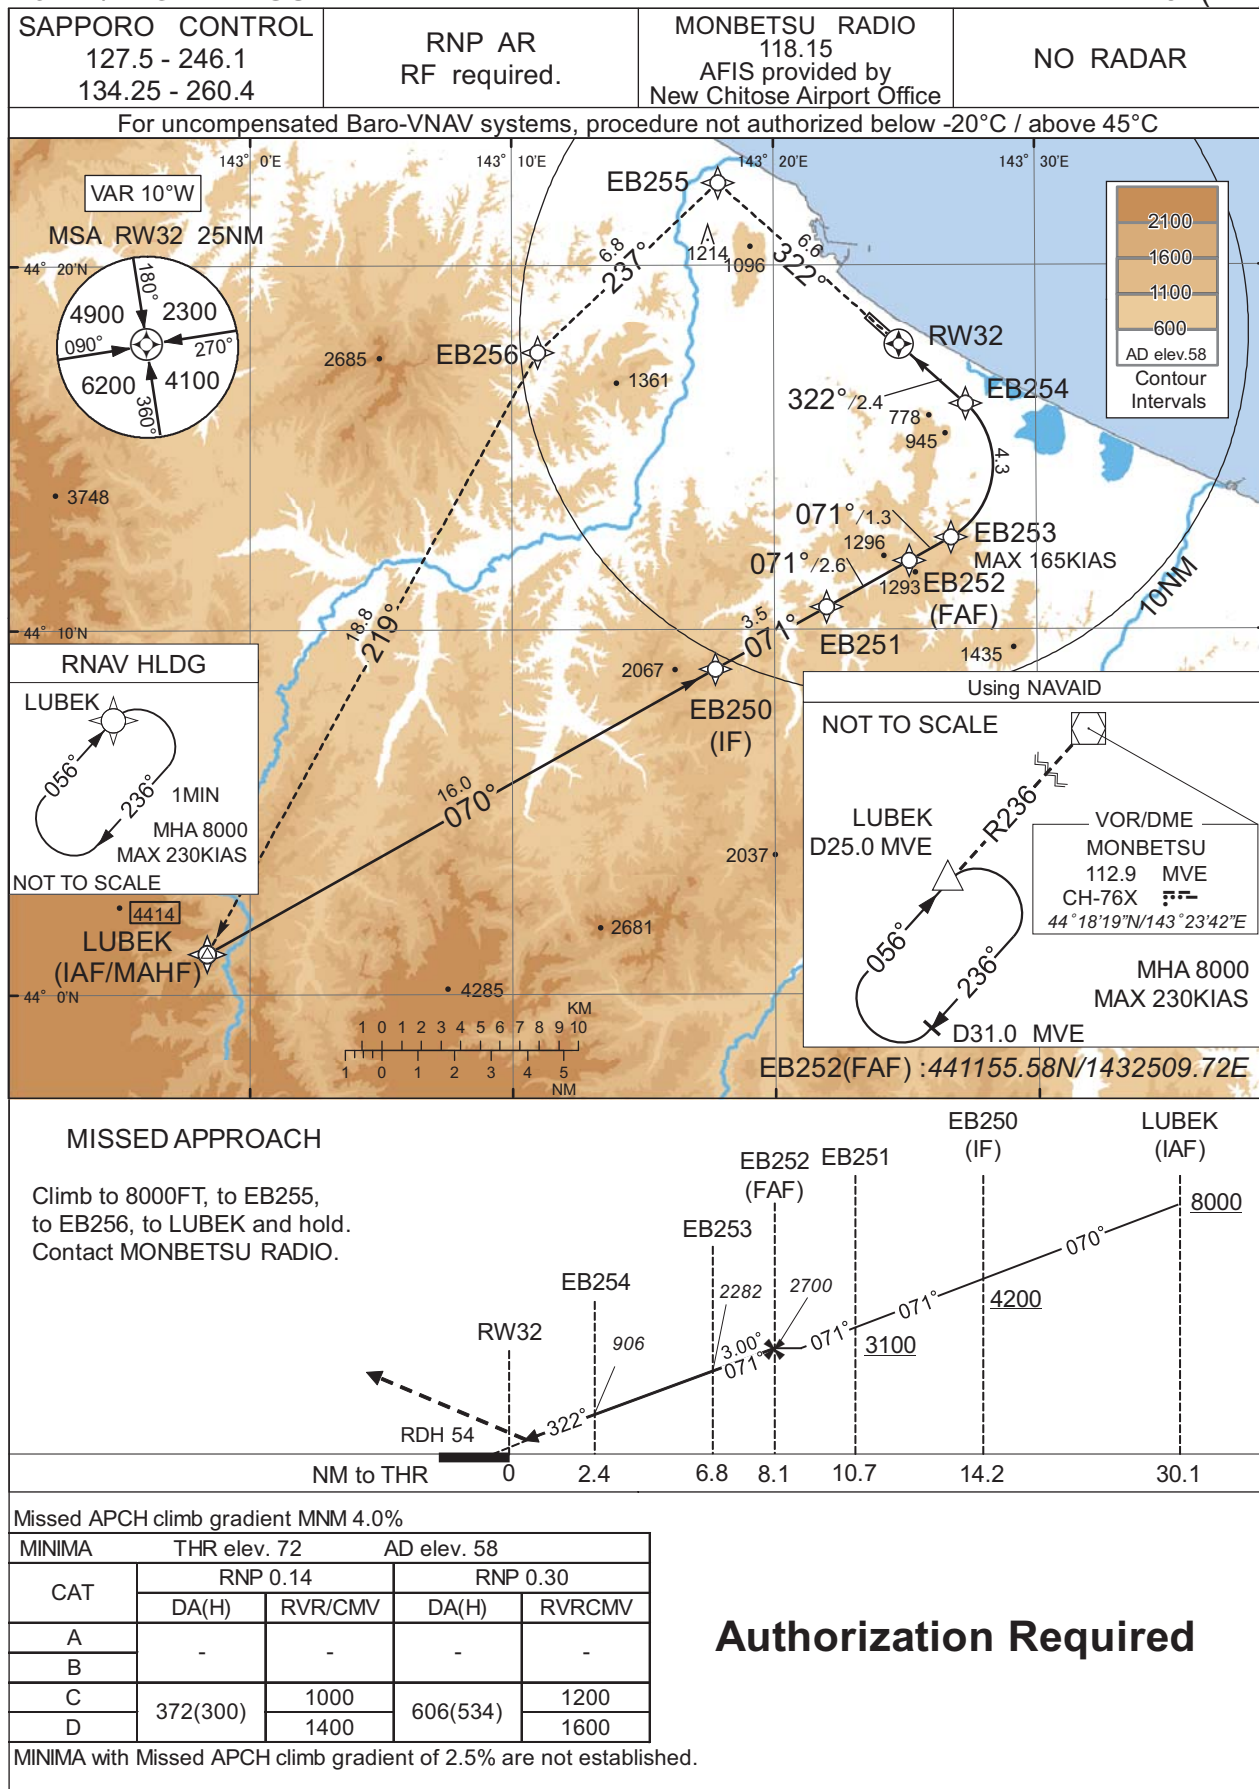 SAPPORO CONTROL
127.5 - 246.1
134.25 - 260.4
RNP AR
RF required.
MONBETSU RADIO
118.15
AFIS provided by
New Chitose Airport Office
NO RADAR
For uncompensated Baro-VNAV systems, procedure not authorized below -20°C / above 45°C
143° 0'E
143° 10'E
143° 20'E
143° 30'E
VAR 10°W
MSA RW32 25NM
44° 20'N
180°
4900
2300
090°
270°
6200
4100
360°
EB255
6.8
237°
1214
1096
6.6
322°
2100
1600
1100
600
AD elev.58
Contour
Intervals
RW32
EB256
2685
1361
EB254
322°/2.4
778
945
4.3
3748
071°/1.3
EB253
MAX 165KIAS
1296
071°/2.6
1293
EB252
(FAF)
10NM
3.5
071°
EB251
18.8
219°
44° 10'N
1435
2067
EB250
(IF)
RNAV HLDG
LUBEK
056°
236°
1MIN
MHA 8000
MAX 230KIAS
NOT TO SCALE
16.0
070°
Using NAVAID
NOT TO SCALE
R236
LUBEK
D25.0 MVE
VOR/DME
MONBETSU
112.9 MVE
CH-76X
44°18'19"N/143°23'42"E
056°
236°
MHA 8000
MAX 230KIAS
D31.0 MVE
2037
4414
LUBEK
(IAF/MAHF)
2681
44° 0'N
4285
KM
1 0 1 2 3 4 5 6 7 8 9 10
1 0 1 2 3 4 5
NM
EB252(FAF) :441155.58N/1432509.72E
MISSED APPROACH
Climb to 8000FT, to EB255,
to EB256, to LUBEK and hold.
Contact MONBETSU RADIO.
EB250
(IF)
LUBEK
(IAF)
EB252
(FAF)
EB251
EB253
EB254
RW32
8000
070°
4200
071°
3100
071°
2700
2282
3.00°
071°
906
322°
RDH 54
NM to THR 0 2.4 6.8 8.1 10.7 14.2 30.1
Missed APCH climb gradient MNM 4.0%
MINIMA THR elev. 72 AD elev. 58
CAT RNP 0.14 RNP 0.30
DA(H) RVR/CMV DA(H) RVRCMV
A
B
- - - -
C 372(300) 1000 606(534) 1200
D 1400 1600
MINIMA with Missed APCH climb gradient of 2.5% are not established.
Authorization Required